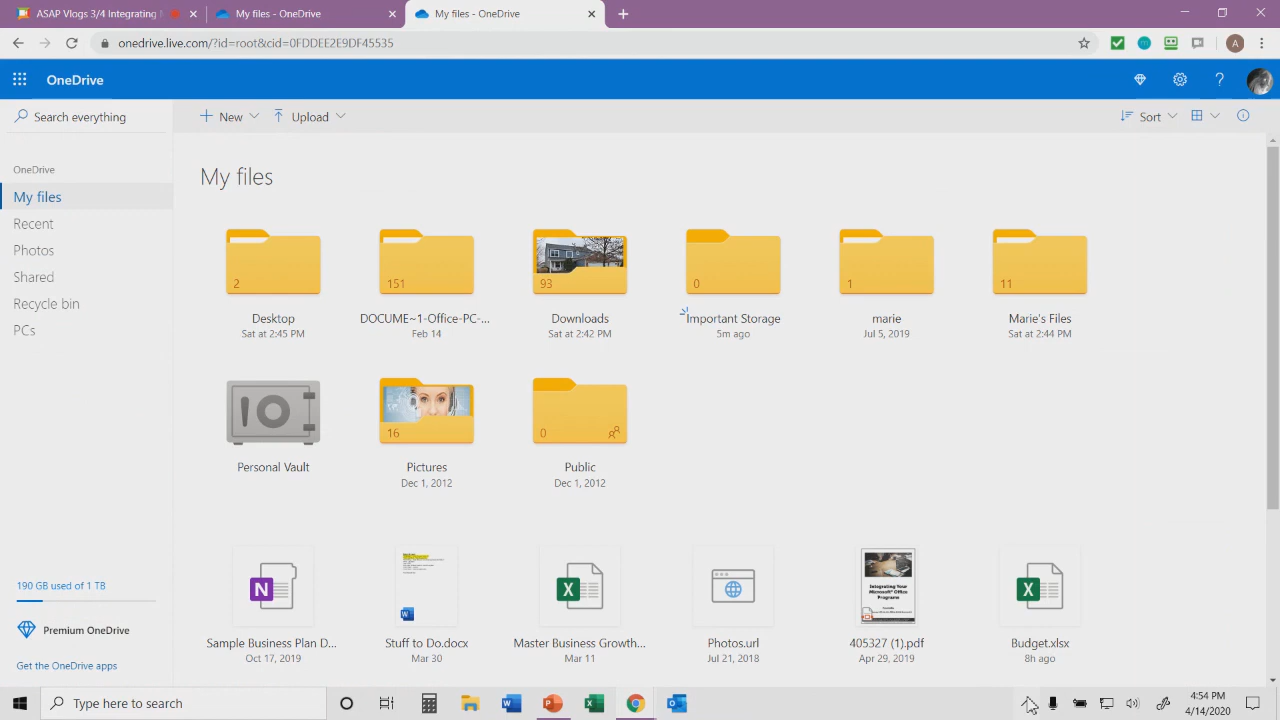 ASAP Vlogs 3/4 Integrating M
My files - OneDrive
My files - OneDrive
onedrive.live.com/?id=root&cid=0FDDEE2E9DF45535
A
OneDrive
Search everything
New
Upload
Sort
OneDrive
My files
Recent
Photos
Shared
Recycle bin
PCs
My files
2
151
93
0
1
11
Desktop
DOCUME~1-Office-PC-...
Downloads
Important Storage
marie
Marie's Files
Sat at 2:45 PM
Feb 14
Sat at 2:42 PM
5m ago
Jul 5, 2019
Sat at 2:44 PM
16
0
Personal Vault
Pictures
Public
Dec 1, 2012
Dec 1, 2012
Integrating Your
Microsoft® Office
Programs
Sample Business Plan D...
Stuff to Do.docx
Master Business Growth...
Photos.url
405327 (1).pdf
Budget.xlsx
Oct 17, 2019
Mar 30
Mar 11
Jul 21, 2018
Apr 29, 2019
8h ago
190 GB used of 1 TB
Premium OneDrive
Get the OneDrive apps
Type here to search
4:54 PM
4/14/2020